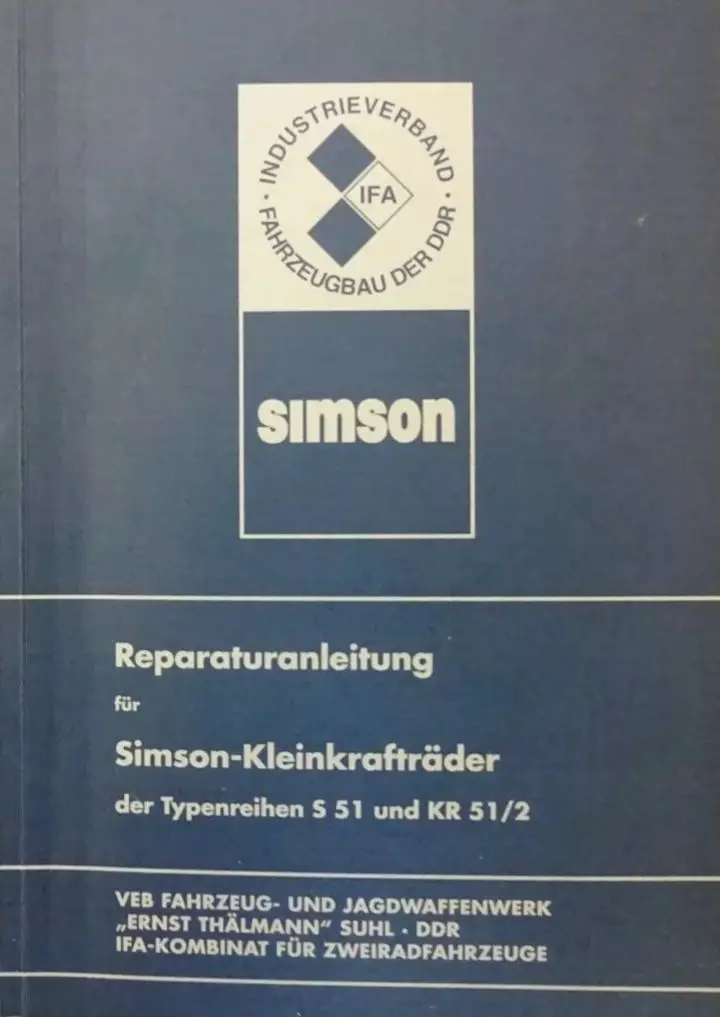 · INDUSTRIEVERBAND ·
FAHRZEUGBAU DER DDR
IFA
simson
Reparaturanleitung
für
Simson-Kleinkrafträder
der Typenreihen S 51 und KR 51/2
VEB FAHRZEUG- UND JAGDWAFFENWERK
„ERNST THÄLMANN“ SUHL · DDR
IFA-KOMBINAT FÜR ZWEIRADFAHRZEUGE